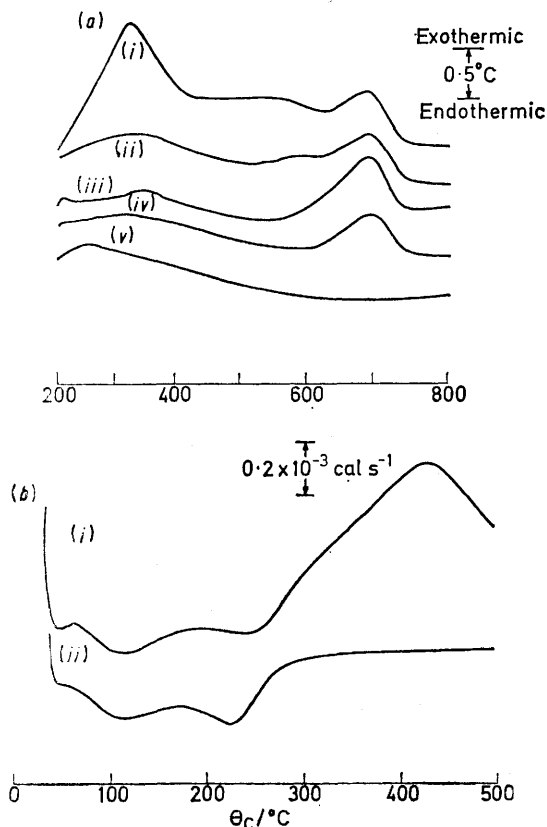 (a)
(i)
Exothermic
0·5°C
Endothermic
(ii)
(iii)
(iv)
(v)
200 400 600 800
0·2 x 10⁻³ cal s⁻¹
(b)
(i)
(ii)
0 100 200 300 400 500
θc/°C